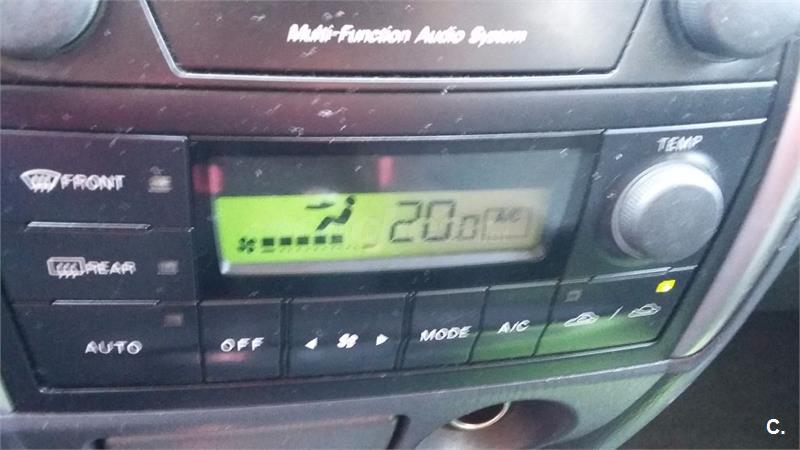 Multi-Function Audio System
TEMP
FRONT
20.0 A/C
REAR
AUTO OFF MODE A/C /
C.